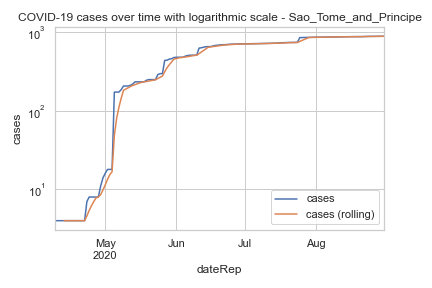 COVID-19 cases over time with logarithmic scale - Sao_Tome_and_Principe
10³
10²
10¹
cases
May
2020
Jun
Jul
Aug
dateRep
cases
cases (rolling)